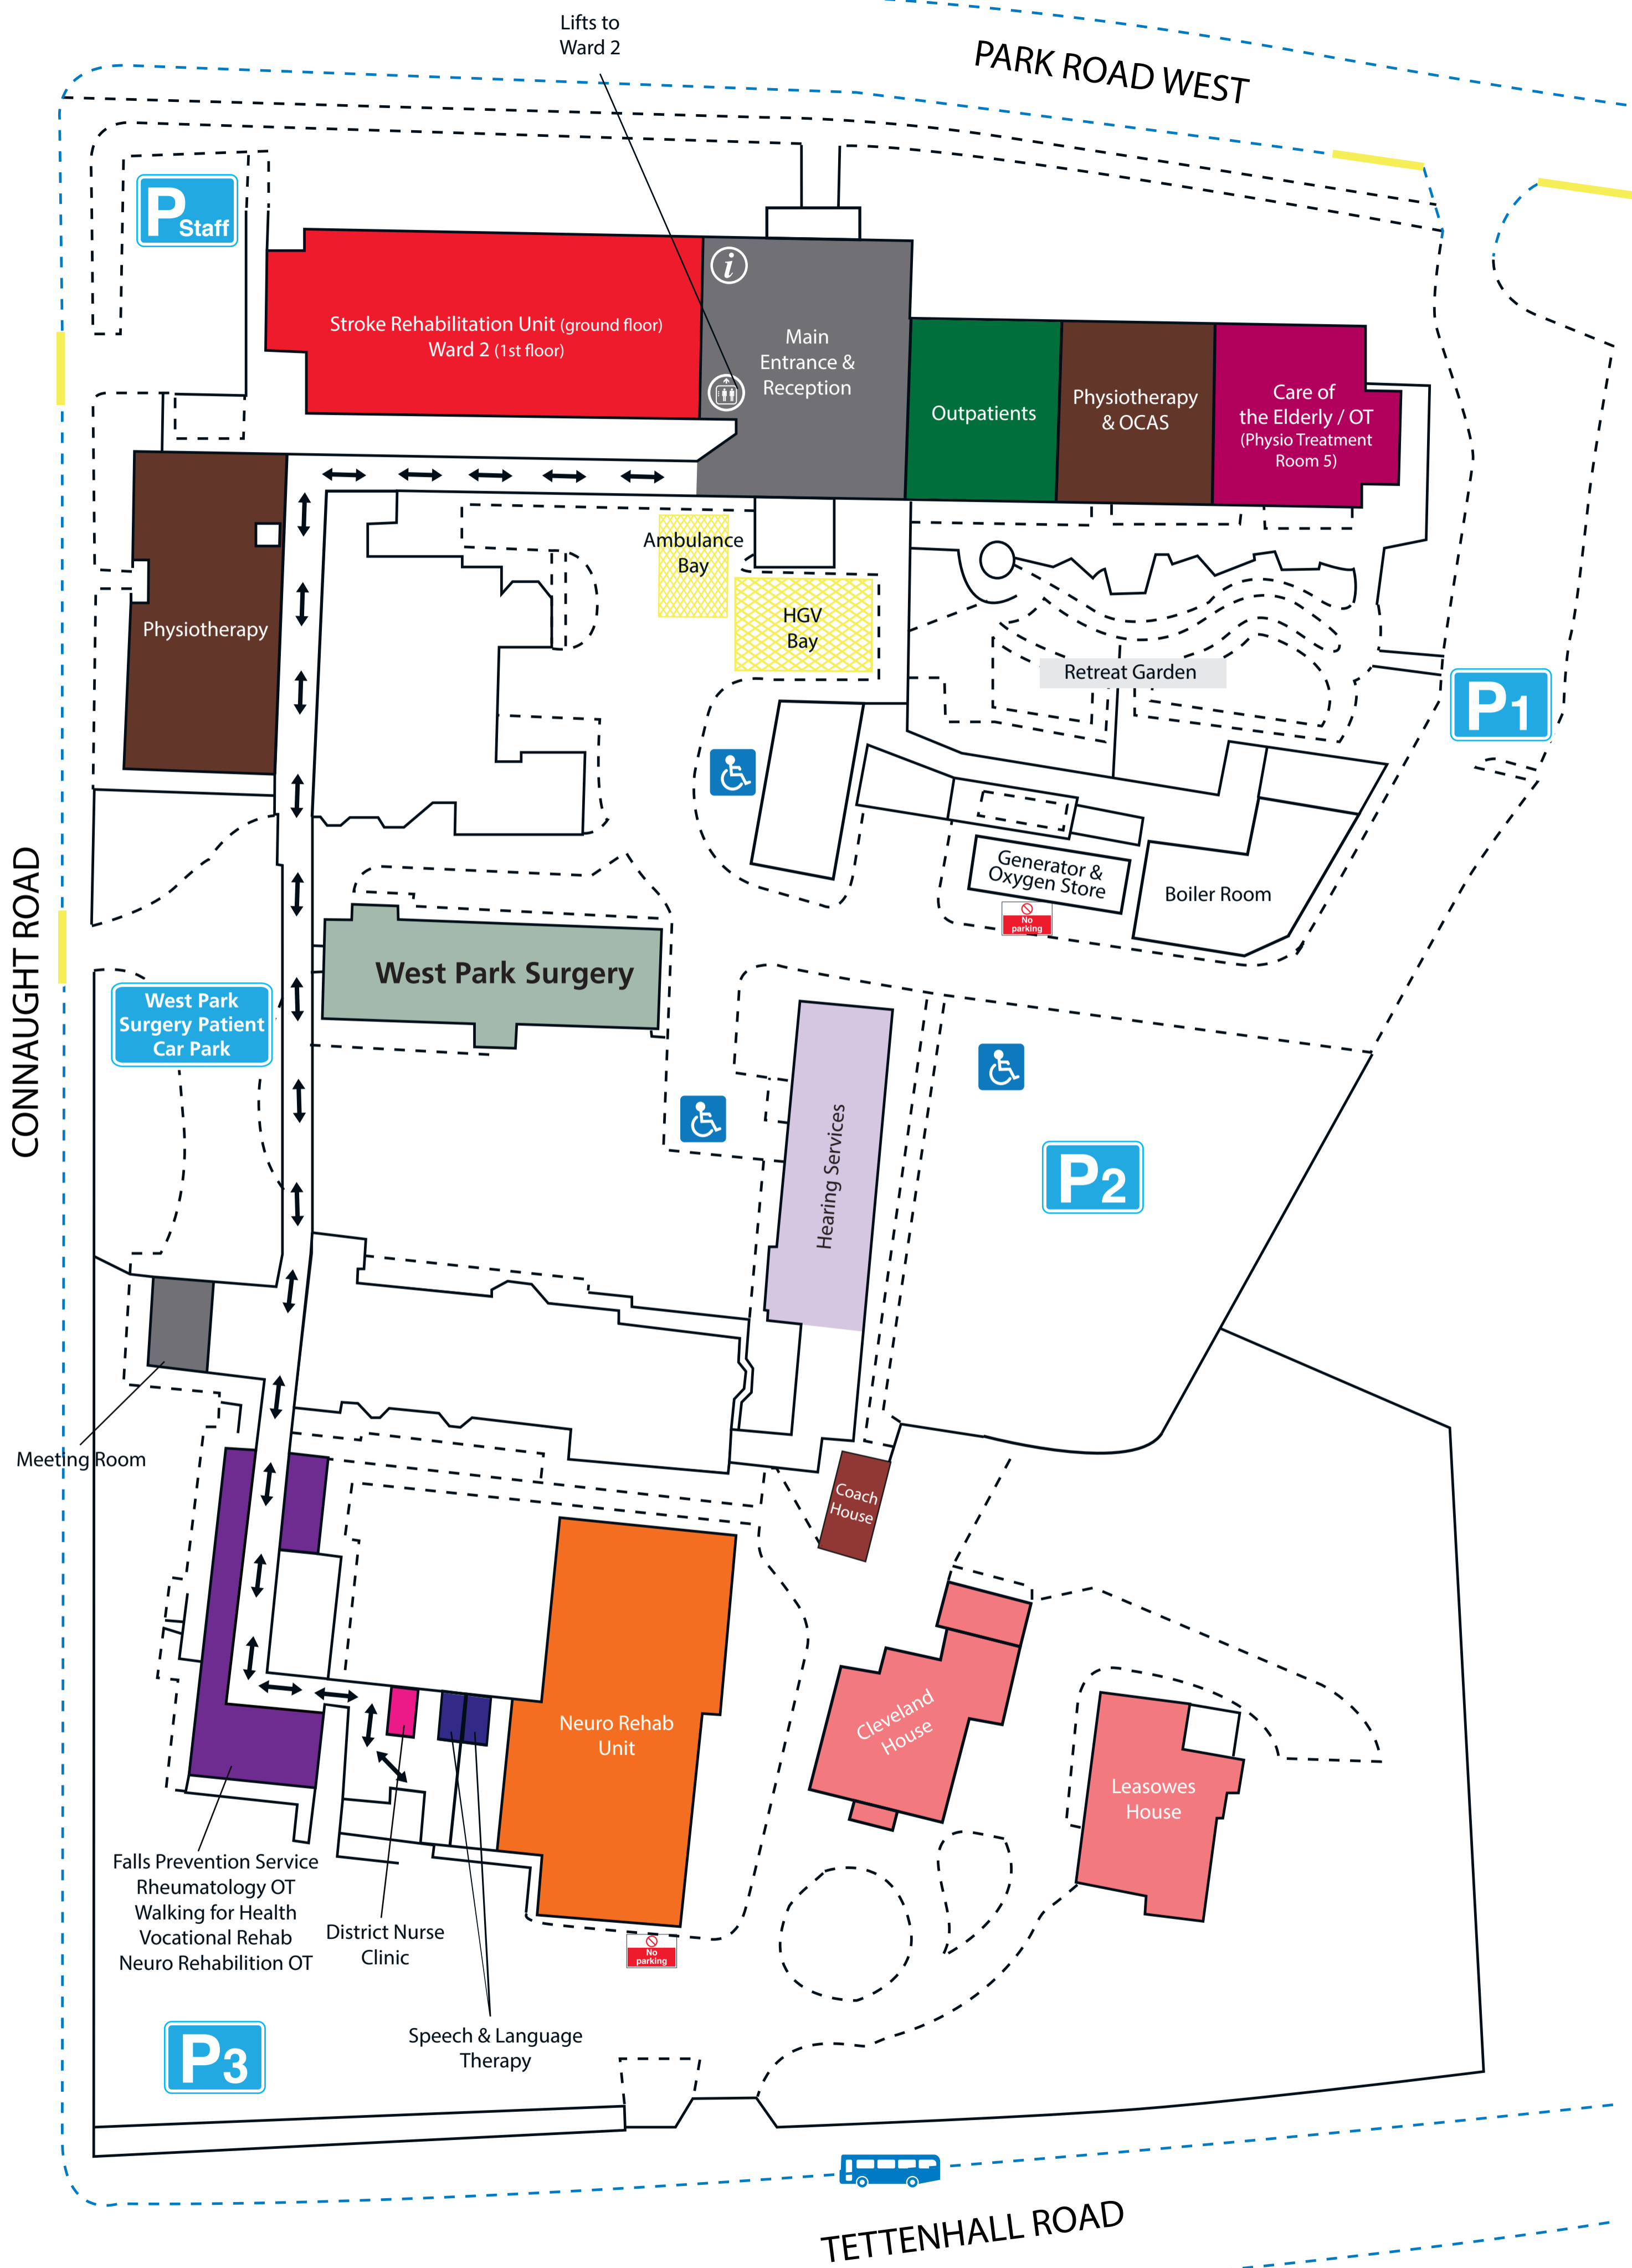 Lifts to
Ward 2
PARK ROAD WEST
P Staff
Stroke Rehabilitation Unit (ground floor)
Ward 2 (1st floor)
i
Main
Entrance &
Reception
Outpatients
Physiotherapy
& OCAS
Care of
the Elderly / OT
(Physio Treatment
Room 5)
Ambulance
Bay
HGV
Bay
Physiotherapy
Retreat Garden
P1
Generator &
Oxygen Store
No
parking
Boiler Room
CONNAUGHT ROAD
West Park Surgery
West Park
Surgery Patient
Car Park
Hearing Services
P2
Meeting Room
Coach
House
Neuro Rehab
Unit
Cleveland
House
Leasowes
House
Falls Prevention Service
Rheumatology OT
Walking for Health
Vocational Rehab
Neuro Rehabilition OT
District Nurse
Clinic
No
parking
Speech & Language
Therapy
P3
TETTENHALL ROAD